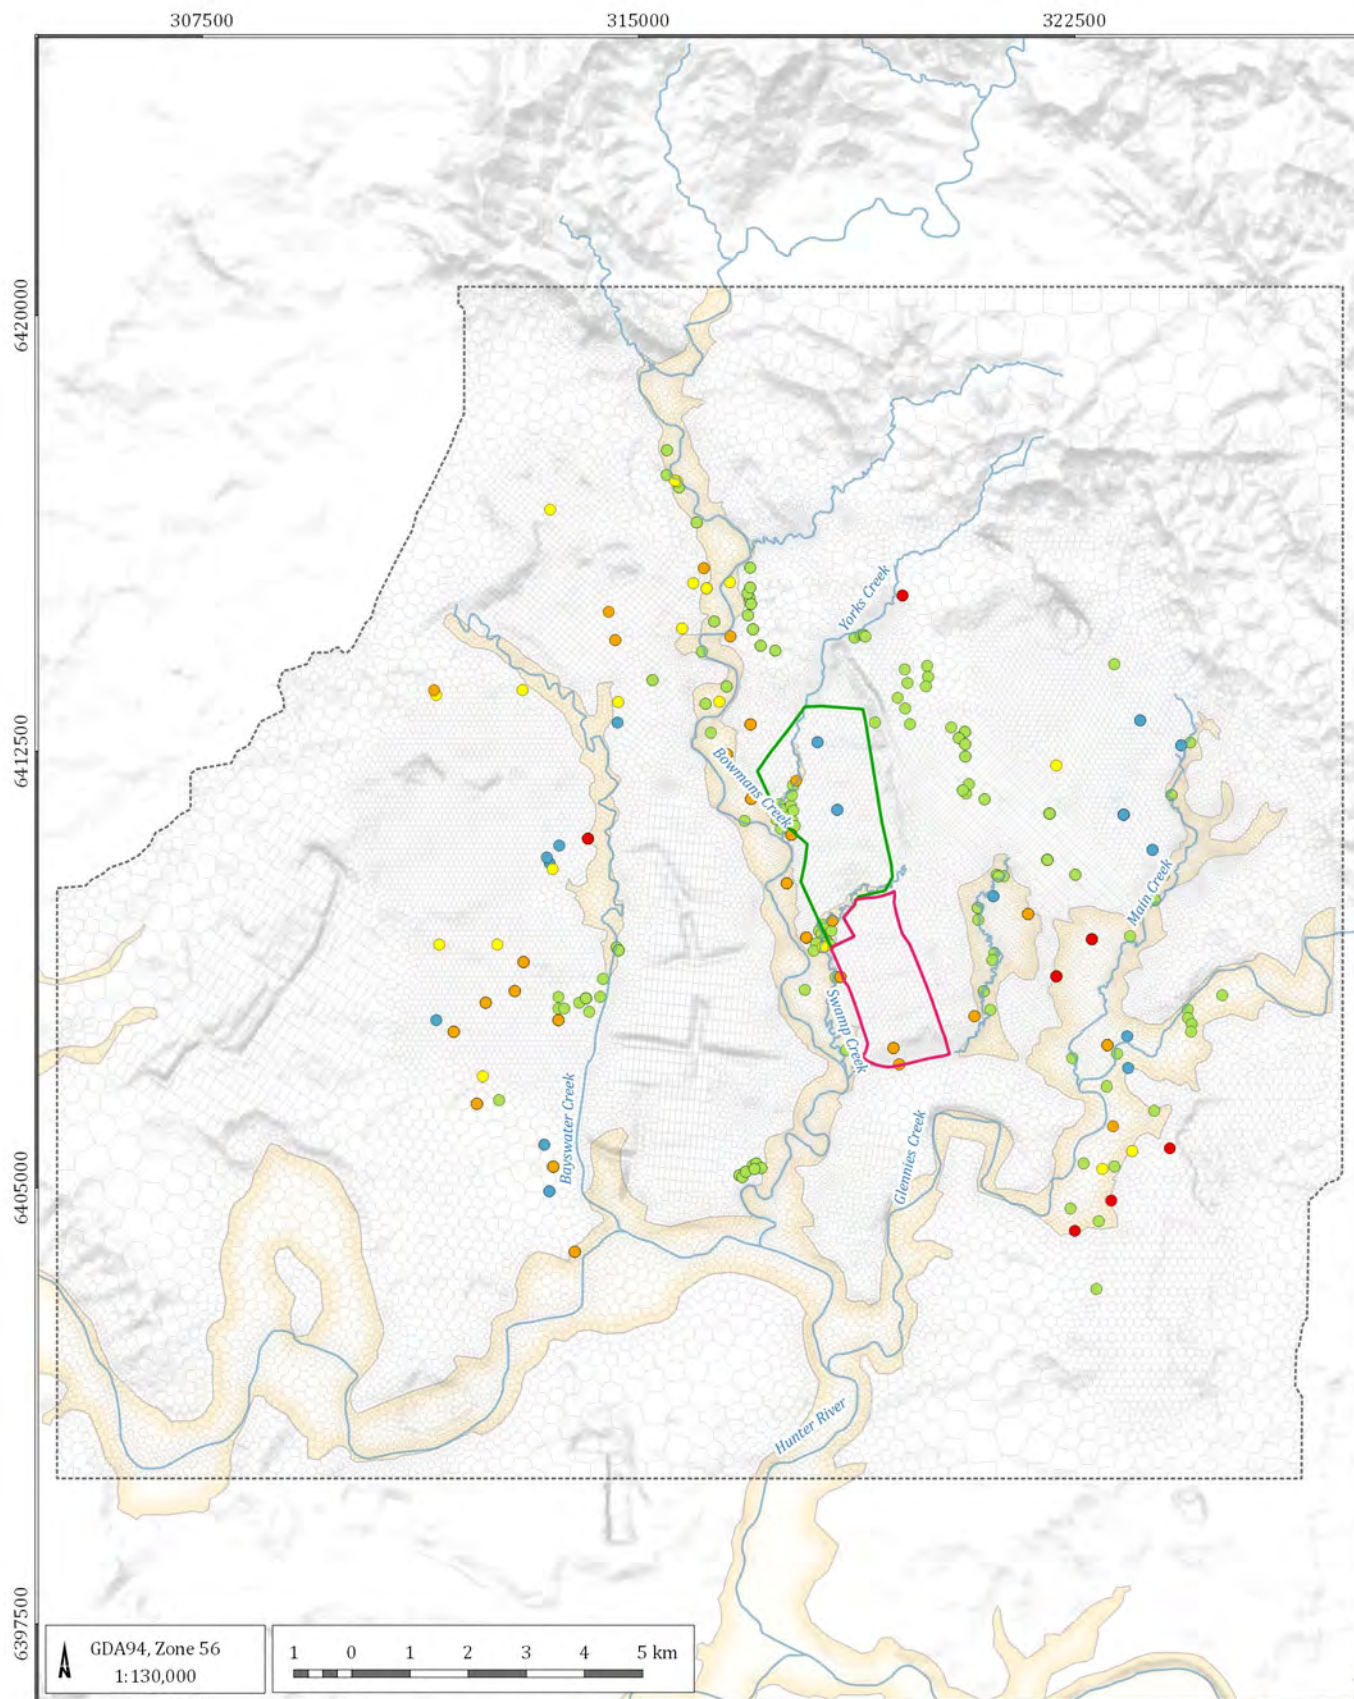 307500 315000 322500
6420000
Yorks Creek
6412500
Bowmans Creek
Main Creek
Swamp Creek
Bayswater Creek
Glennies Creek
6405000
Hunter River
6397500
GDA94, Zone 56
1:130,000
1 0 1 2 3 4 5 km